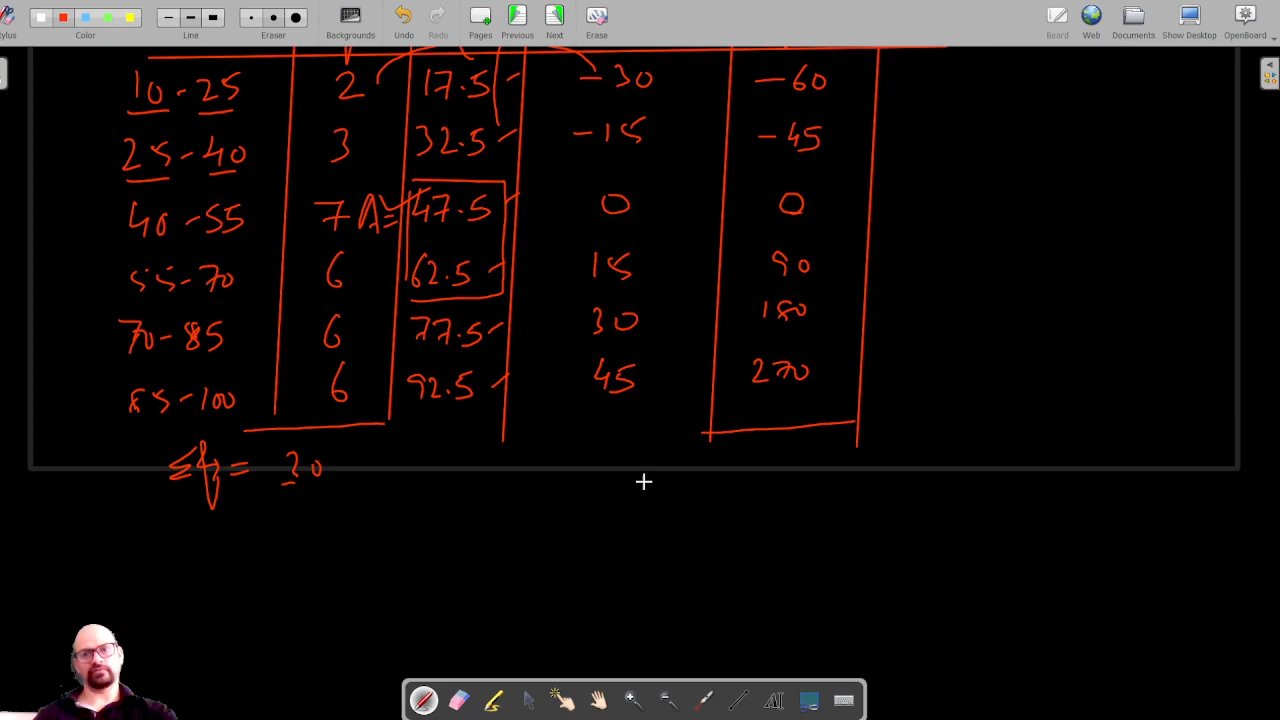 Stylus Color Line Eraser Backgrounds Undo Redo Pages Previous Next Erase Board Web Documents Show Desktop OpenBoard
10 - 25 2 17.5 - 30 - 60
25 - 40 3 32.5 - 15 - 45
40 - 55 7 A= 47.5 0 0
55 - 70 6 62.5 15 90
70 - 85 6 77.5 30 180
85 - 100 6 92.5 45 270
Σf = 30